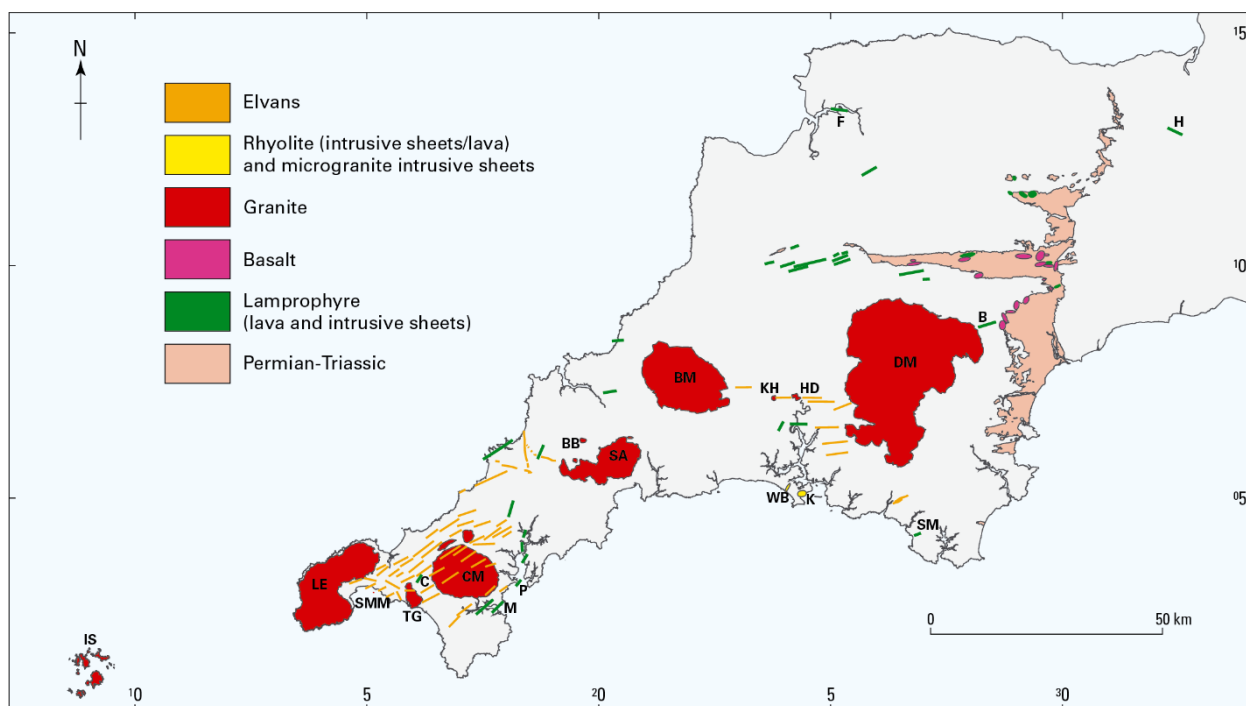 N
Elvans
Rhyolite (intrusive sheets/lava)
and microgranite intrusive sheets
Granite
Basalt
Lamprophyre
(lava and intrusive sheets)
Permian-Triassic
15
F
H
10
B
DM
BM
KH
HD
BB
SA
WB
K
05
SM
LE
C
CM
SMM
TG
P
M
IS
0
50 km
10
5
20
5
30